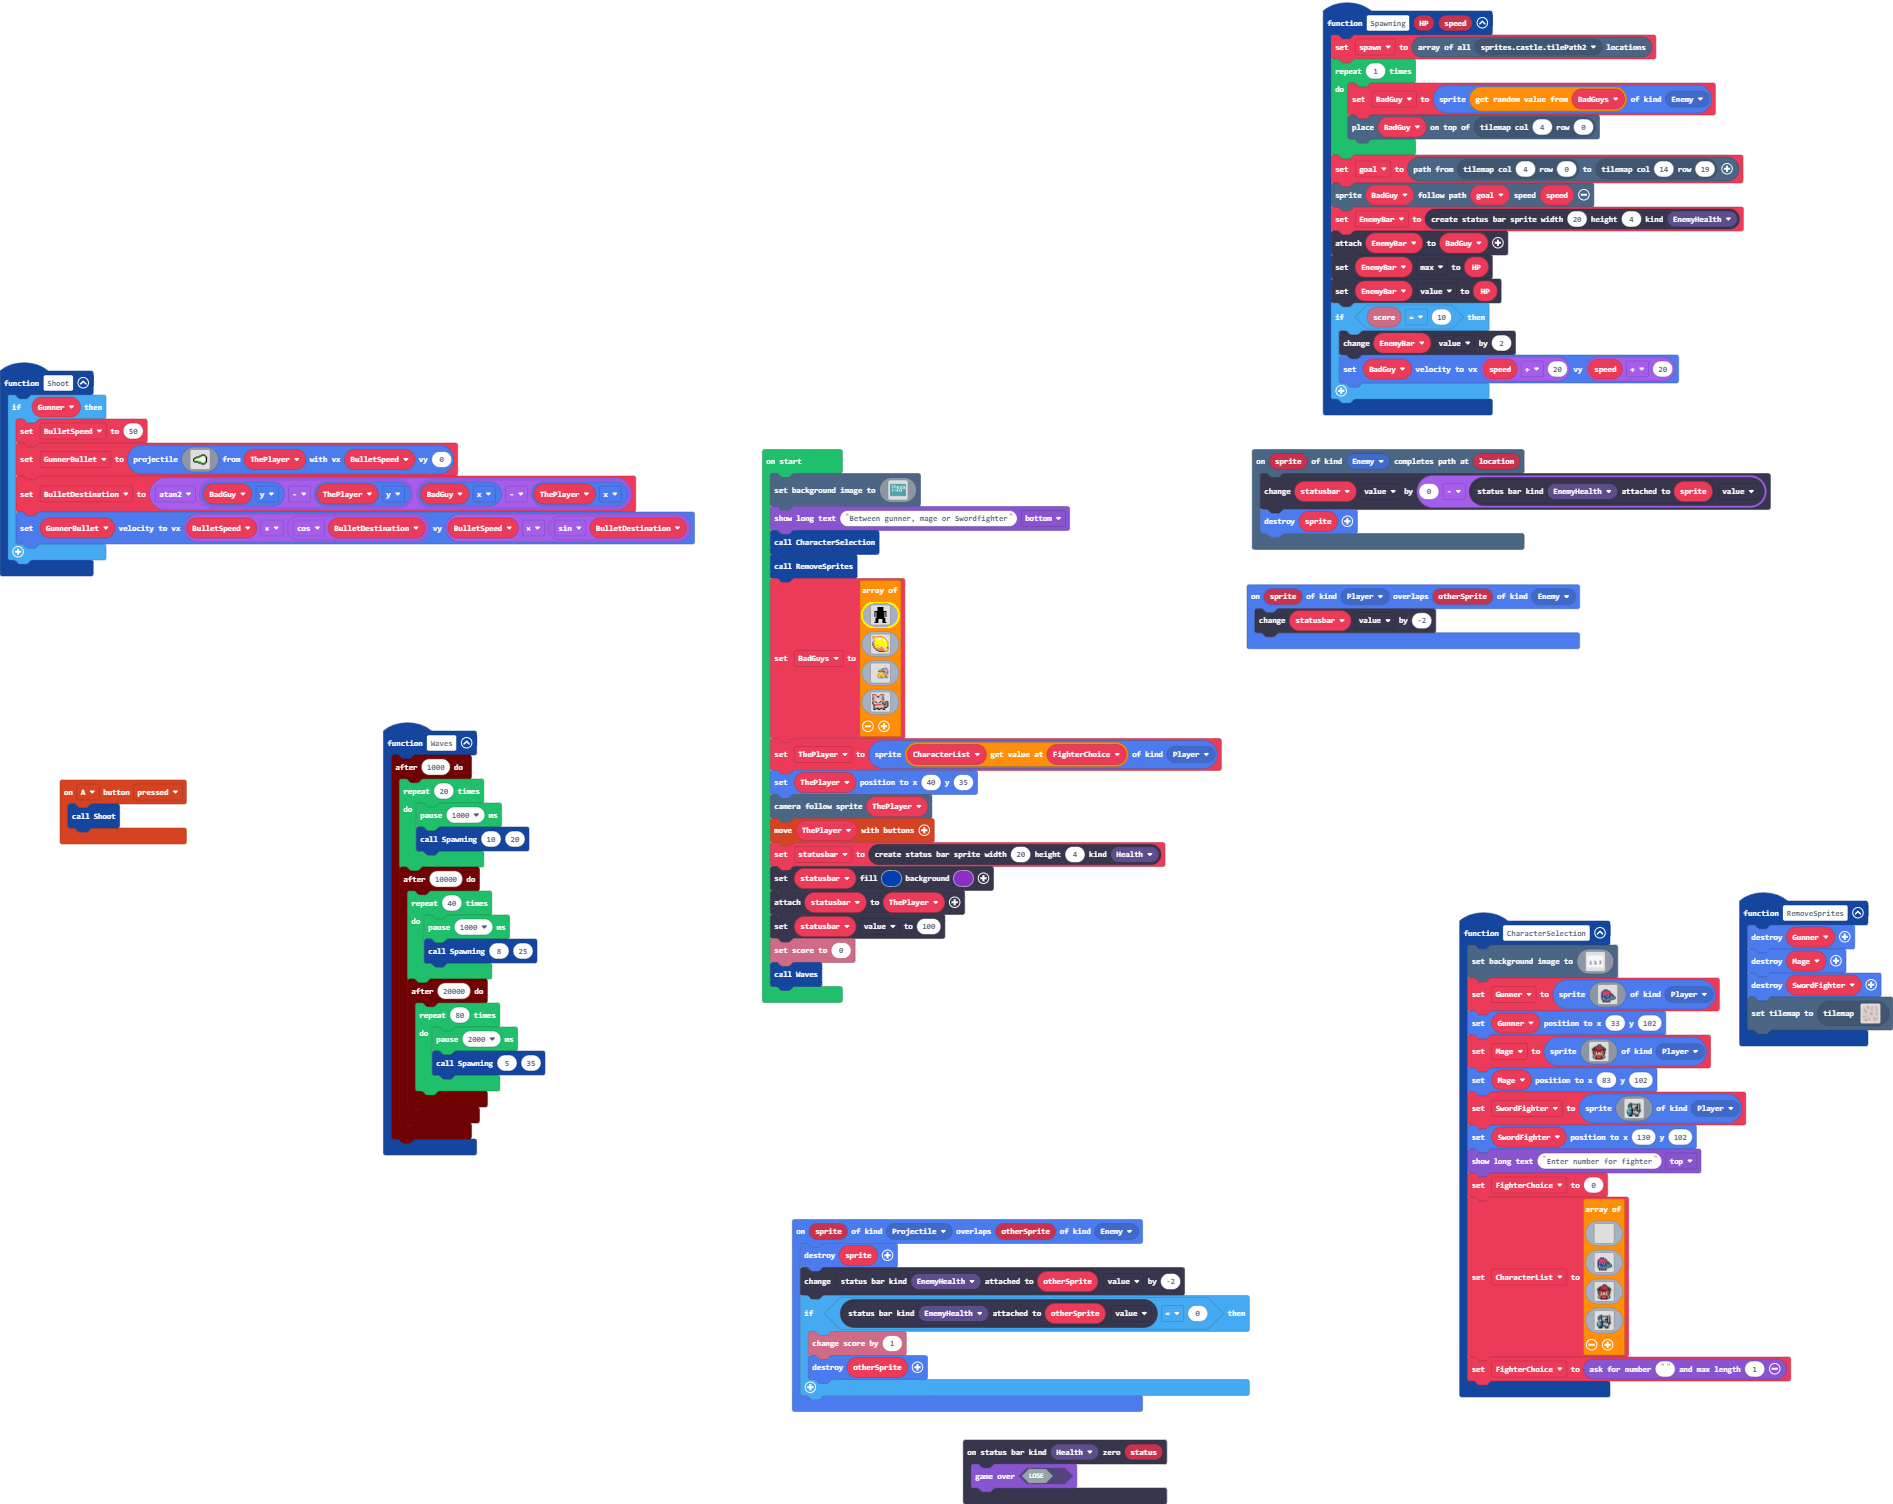 function Spawning HP speed
set spawn to array of all sprites.castle.tilePath2 locations
repeat 1 times
do
set BadGuy to sprite get random value from BadGuys of kind Enemy
place BadGuy on top of tilemap col 4 row 0
set goal to path from tilemap col 4 row 0 to tilemap col 14 row 19
sprite BadGuy follow path goal speed speed
set EnemyBar to create status bar sprite width 20 height 4 kind EnemyHealth
attach EnemyBar to BadGuy
set EnemyBar max to HP
set EnemyBar value to HP
if score = 10 then
change EnemyBar value by 2
set BadGuy velocity to vx speed + 20 vy speed + 20
function Shoot
if Gunner then
set BulletSpeed to 50
set GunnerBullet to projectile from ThePlayer with vx BulletSpeed vy 0
set BulletDestination to atan2 BadGuy y - ThePlayer y BadGuy x - ThePlayer x
set GunnerBullet velocity to vx BulletSpeed × cos BulletDestination vy BulletSpeed × sin BulletDestination
on start
set background image to
show long text "Between gunner, mage or Swordfighter" bottom
call CharacterSelection
call RemoveSprites
array of
set BadGuys to
set ThePlayer to sprite CharacterList get value at FighterChoice of kind Player
set ThePlayer position to x 40 y 35
camera follow sprite ThePlayer
move ThePlayer with buttons
set statusbar to create status bar sprite width 20 height 4 kind Health
set statusbar fill background
attach statusbar to ThePlayer
set statusbar value to 100
set score to 0
call Waves
on sprite of kind Enemy completes path at location
change statusbar value by 0 - status bar kind EnemyHealth attached to sprite value
destroy sprite
on sprite of kind Player overlaps otherSprite of kind Enemy
change statusbar value by -2
on A button pressed
call Shoot
function Waves
after 1000 do
repeat 20 times
do
pause 1000 ms
call Spawning 10 20
after 10000 do
repeat 40 times
do
pause 1000 ms
call Spawning 8 25
after 20000 do
repeat 80 times
do
pause 2000 ms
call Spawning 5 35
function CharacterSelection
set background image to
set Gunner to sprite of kind Player
set Gunner position to x 33 y 102
set Mage to sprite of kind Player
set Mage position to x 83 y 102
set SwordFighter to sprite of kind Player
set SwordFighter position to x 130 y 102
show long text "Enter number for fighter" top
set FighterChoice to 0
array of
set CharacterList to
set FighterChoice to ask for number "" and max length 1
function RemoveSprites
destroy Gunner
destroy Mage
destroy SwordFighter
set tilemap to tilemap
on sprite of kind Projectile overlaps otherSprite of kind Enemy
destroy sprite
change status bar kind EnemyHealth attached to otherSprite value by -2
if status bar kind EnemyHealth attached to otherSprite value = 0 then
change score by 1
destroy otherSprite
on status bar kind Health zero status
game over LOSE